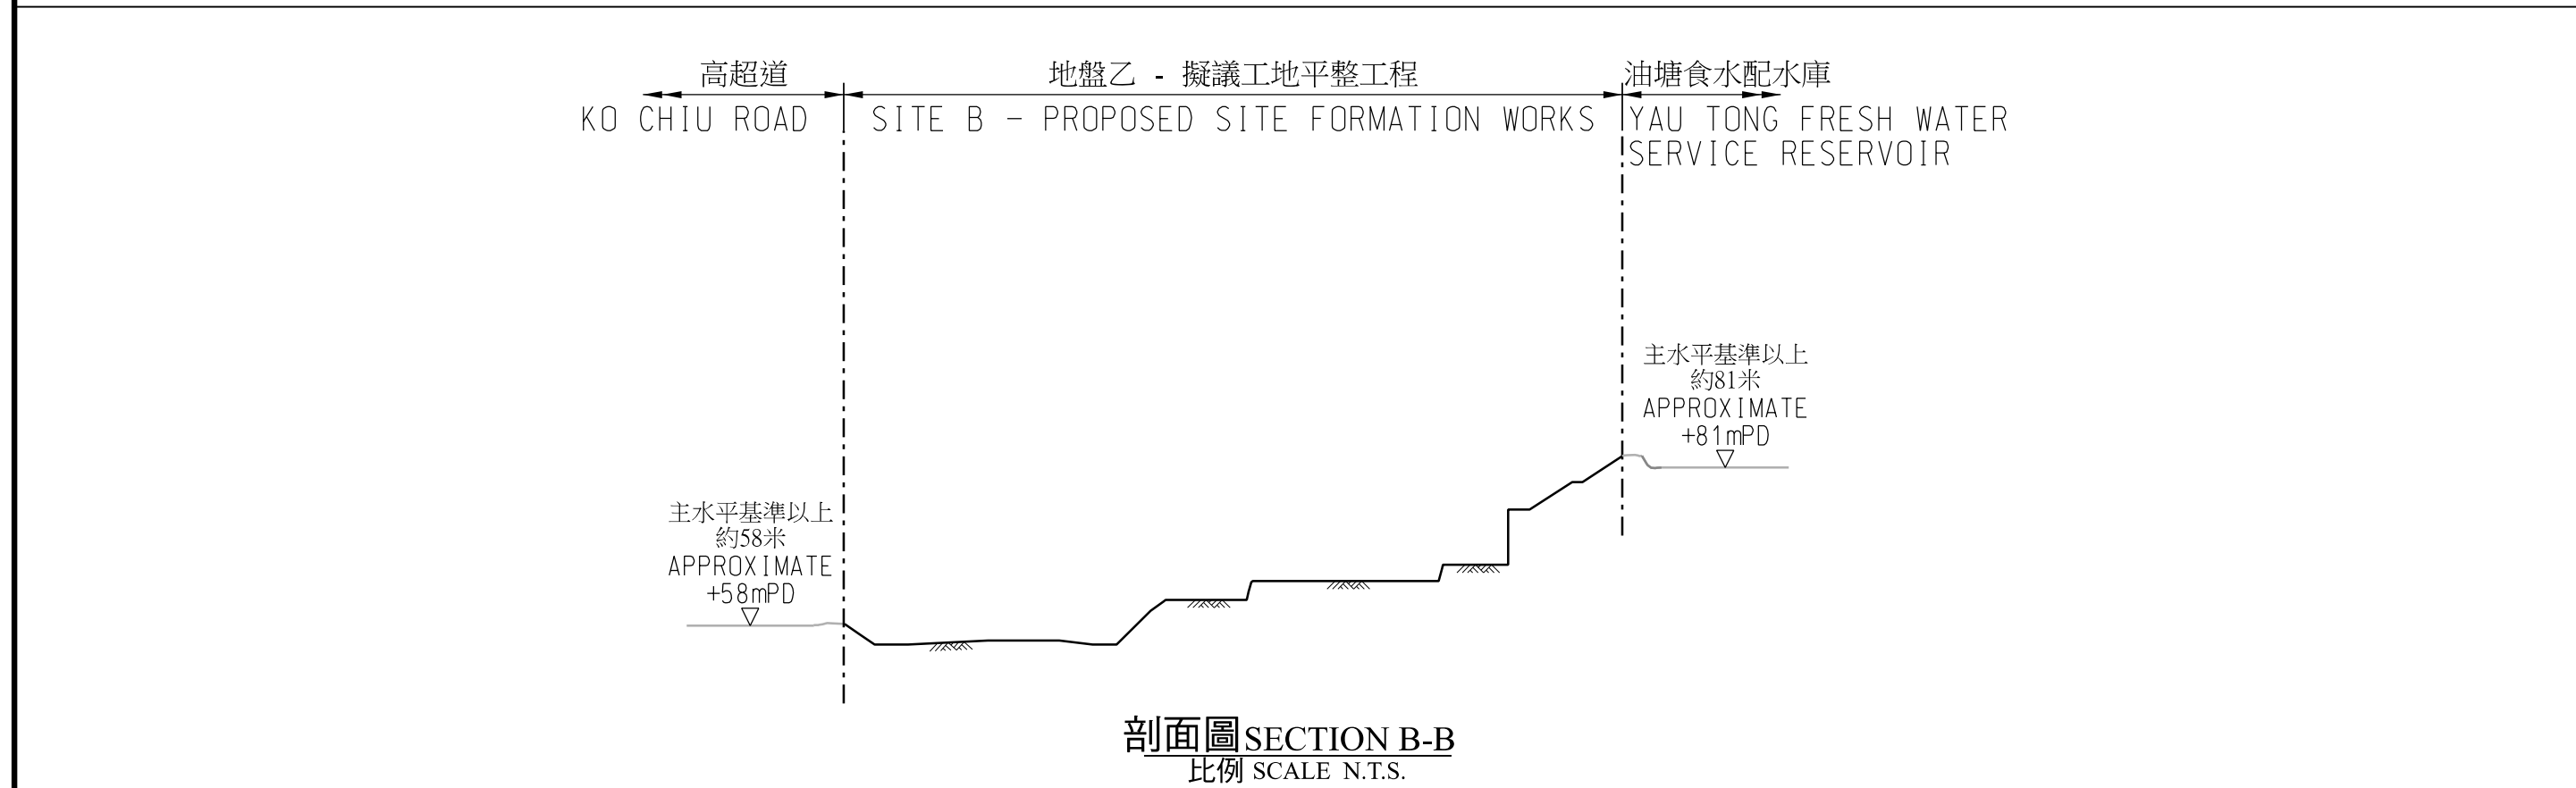 高超道
KO CHIU ROAD
地盤乙 - 擬議工地平整工程
SITE B - PROPOSED SITE FORMATION WORKS
油塘食水配水庫
YAU TONG FRESH WATER
SERVICE RESERVOIR
主水平基準以上
約81米
APPROXIMATE
+81mPD
主水平基準以上
約58米
APPROXIMATE
+58mPD
剖面圖SECTION B-B
比例 SCALE N.T.S.